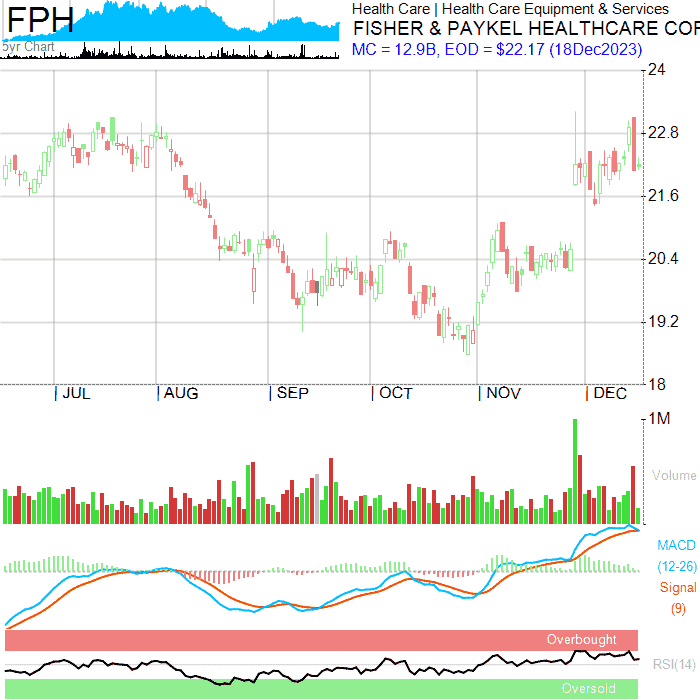 FPH
5yr Chart
Health Care | Health Care Equipment & Services
FISHER & PAYKEL HEALTHCARE COR
MC = 12.9B, EOD = $22.17 (18Dec2023)
24
22.8
21.6
20.4
19.2
18
JUL AUG SEP OCT NOV DEC
1M
Volume
MACD
(12-26)
Signal
(9)
Overbought
RSI(14)
Oversold